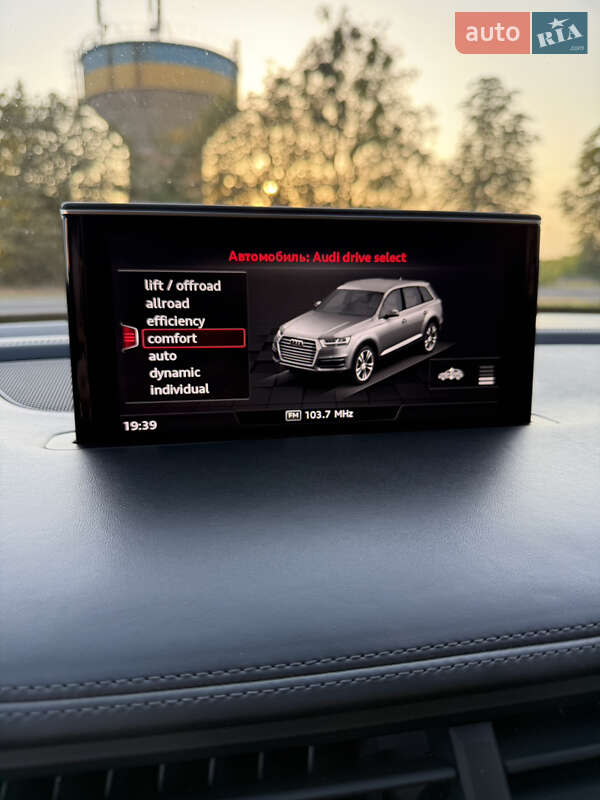 auto RIA .com
Автомобиль: Audi drive select
lift / offroad
allroad
efficiency
comfort
auto
dynamic
individual
19:39
FM 103.7 MHz